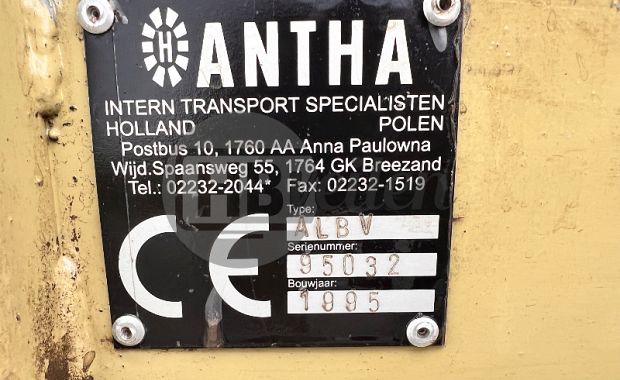 H ANTHA
INTERN TRANSPORT SPECIALISTEN
HOLLAND POLEN
Postbus 10, 1760 AA Anna Paulowna
Wijd.Spaansweg 55, 1764 GK Breezand
Tel.: 02232-2044* Fax: 02232-1519
Type:
ALBV
Serienummer:
95032
Bouwjaar:
1995
CE